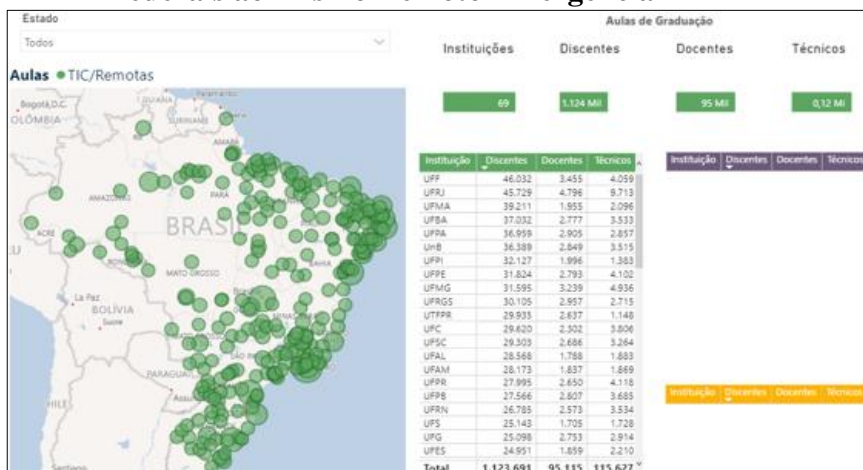 Estado
Todos
Aulas TIC/Remotas
Aulas de Graduação
Instituições Discentes Docentes Técnicos
69 1.124 Mil 95 Mil 0,12 Mi
Instituição Discentes Docentes Técnicos
UFF 46.032 3.455 4.059
UFRJ 45.729 4.796 9.713
UFMA 39.211 1.955 2.096
UFBA 37.032 2.777 3.533
UFPA 36.959 2.905 2.857
UnB 36.389 2.849 3.515
UFPI 32.127 1.996 1.383
UFPE 31.824 2.793 4.102
UFMG 31.595 3.239 4.936
UFRGS 30.105 2.957 2.715
UTFPR 29.935 2.637 1.148
UFC 29.620 2.302 3.806
UFSC 29.303 2.686 3.264
UFAL 28.568 1.788 1.883
UFAM 28.173 1.837 1.869
UFPR 27.995 2.650 4.118
UFPB 27.566 2.807 3.685
UFRN 26.785 2.573 3.534
UFS 25.143 1.705 1.728
UFG 25.098 2.753 2.914
UFES 24.951 1.859 2.210
Total 1.123.691 95.115 115.627
Instituição Discentes Docentes Técnicos
Instituição Discentes Docentes Técnicos
Bogotá,D.C.
COLÔMBIA
GUIANA
Paramaribo
SURINAME
AMAPÁ
AMAZONAS
PARÁ
ACRE
BRASIL
BAHIA
MATO GROSSO
La Paz
BOLÍVIA
Sucre
PARAGUAI
Santiago